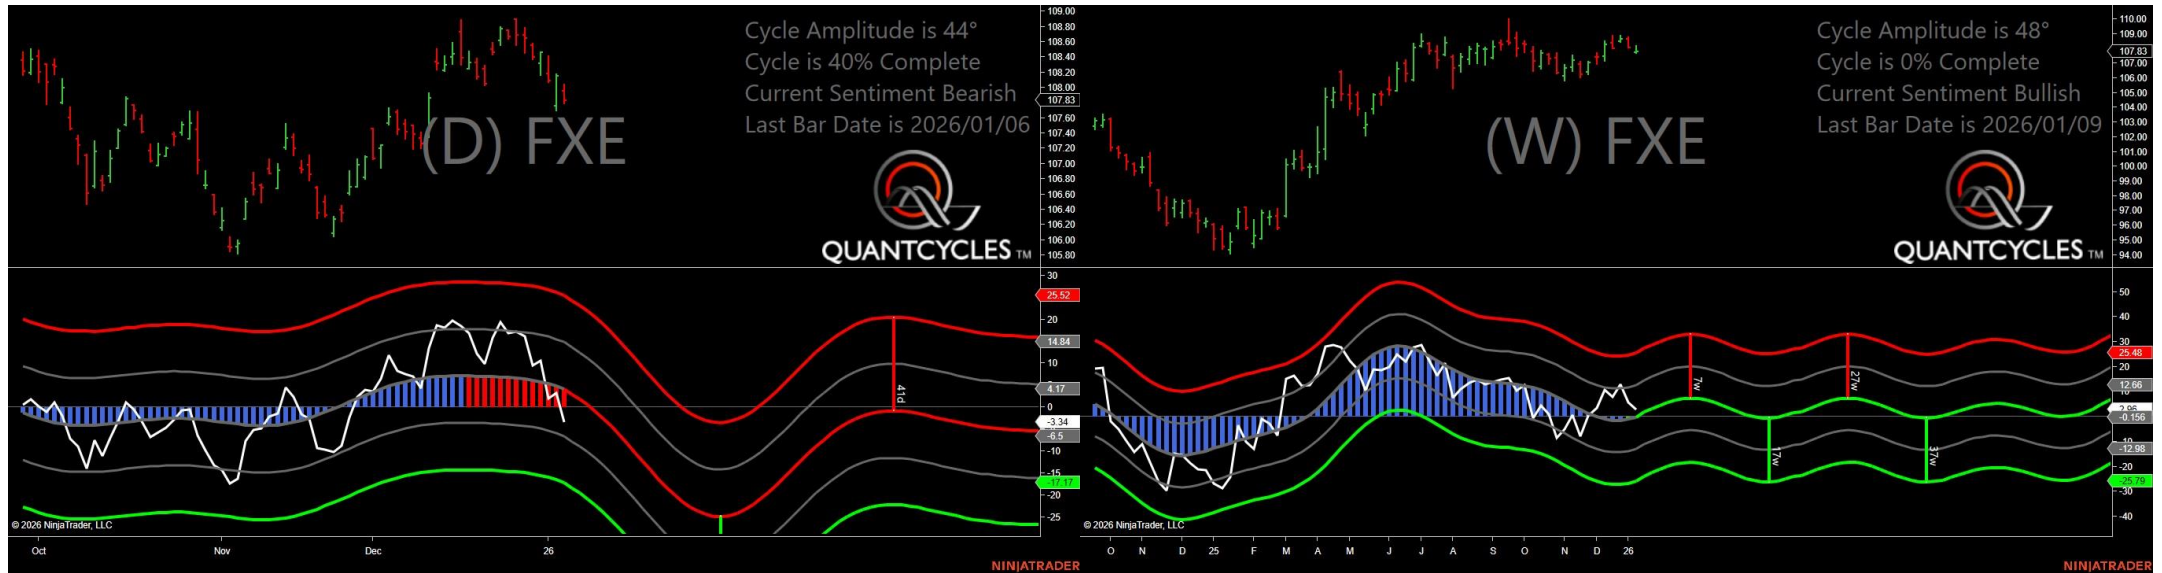 Cycle Amplitude is 44°
Cycle is 40% Complete
Current Sentiment Bearish
Last Bar Date is 2026/01/06
(D) FXE
QUANTCYCLES TM
109.00
108.80
108.60
108.40
108.20
108.00
107.83
107.60
107.40
107.20
107.00
106.80
106.60
106.40
106.20
106.00
105.80
30
25.52
20
14.84
10
4.17
0
-3.34
-6.5
-10
-15
-17.17
-20
-25
41d
© 2026 NinjaTrader, LLC
Oct Nov Dec 26
NINJATRADER
Cycle Amplitude is 48°
Cycle is 0% Complete
Current Sentiment Bullish
Last Bar Date is 2026/01/09
(W) FXE
QUANTCYCLES TM
110.00
109.00
107.83
107.00
106.00
105.00
104.00
103.00
102.00
101.00
100.00
99.00
98.00
97.00
96.00
95.00
94.00
50
40
30
25.48
20
12.66
10
2.95
-0.156
-10
-12.98
-20
-25.79
-30
-40
7w
17w
27w
37w
© 2026 NinjaTrader, LLC
O N D 25 F M A M J J A S O N D 26
NINJATRADER